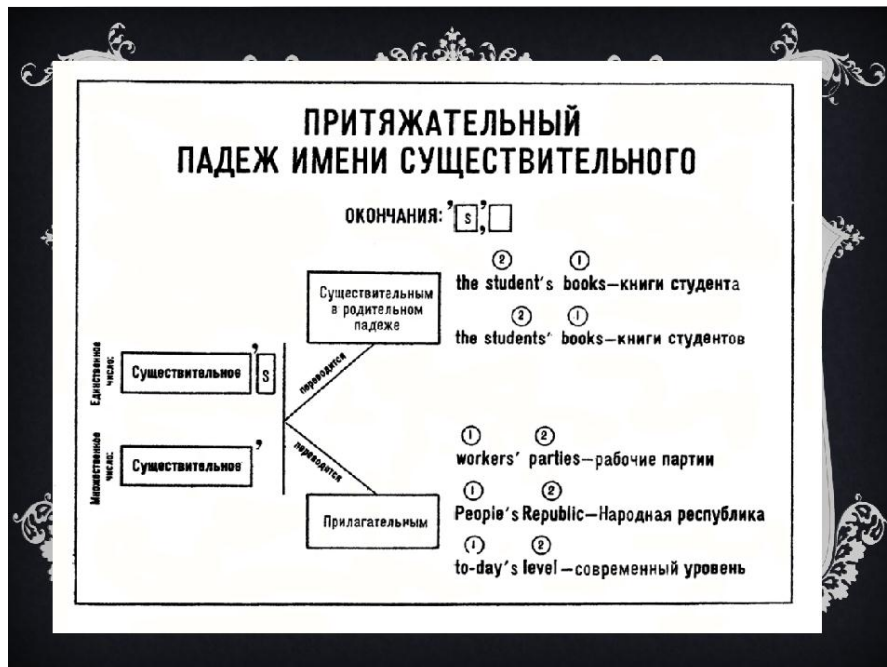 ПРИТЯЖАТЕЛЬНЫЙ
ПАДЕЖ ИМЕНИ СУЩЕСТВИТЕЛЬНОГО
ОКОНЧАНИЯ: ’s ; ’
Единственное
число:
Существительное ’s
Множественное
число:
Существительное ’
переводится
Существительным
в родительном
падеже
② ①
the student's books—книги студента
② ①
the students' books—книги студентов
переводится
Прилагательным
① ②
workers' parties—рабочие партии
① ②
People's Republic—Народная республика
① ②
to-day's level—современный уровень